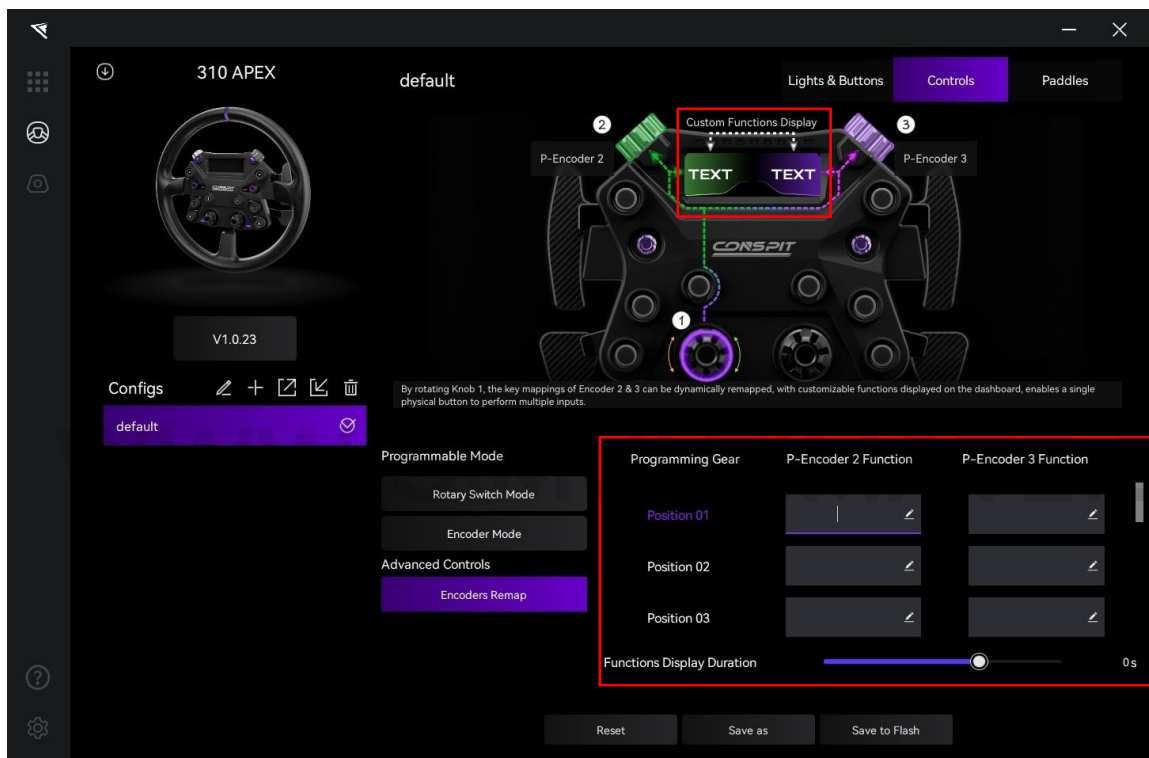 310 APEX
default
Lights & Buttons
Controls
Paddles
Custom Functions Display
2
3
P-Encoder 2
P-Encoder 3
TEXT
TEXT
CONSPIT
1
V1.0.23
Configs
default
By rotating Knob 1, the key mappings of Encoder 2 & 3 can be dynamically remapped, with customizable functions displayed on the dashboard, enables a single
physical button to perform multiple inputs.
Programmable Mode
Rotary Switch Mode
Encoder Mode
Advanced Controls
Encoders Remap
Programming Gear
P-Encoder 2 Function
P-Encoder 3 Function
Position 01
Position 02
Position 03
Functions Display Duration
0s
Reset
Save as
Save to Flash